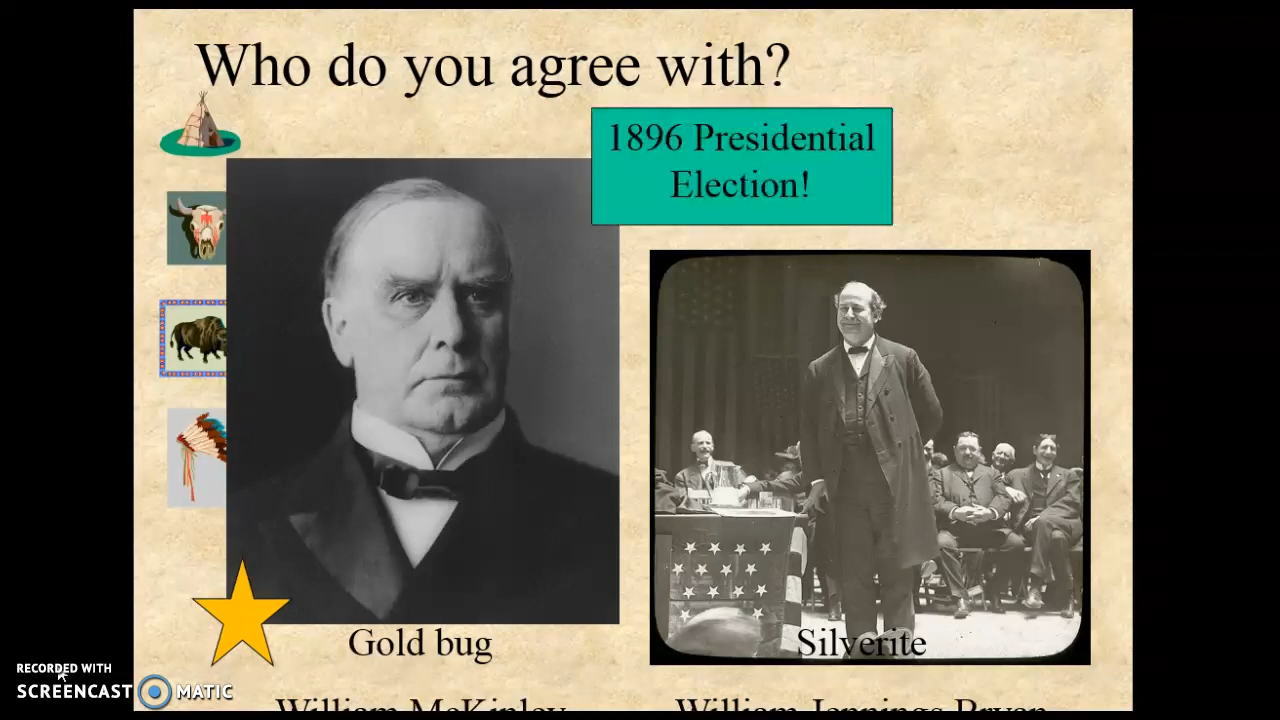 Who do you agree with?
1896 Presidential
Election!
Gold bug
Silverite
William McKinley
William Jennings Bryan
RECORDED WITH
SCREENCAST MATIC